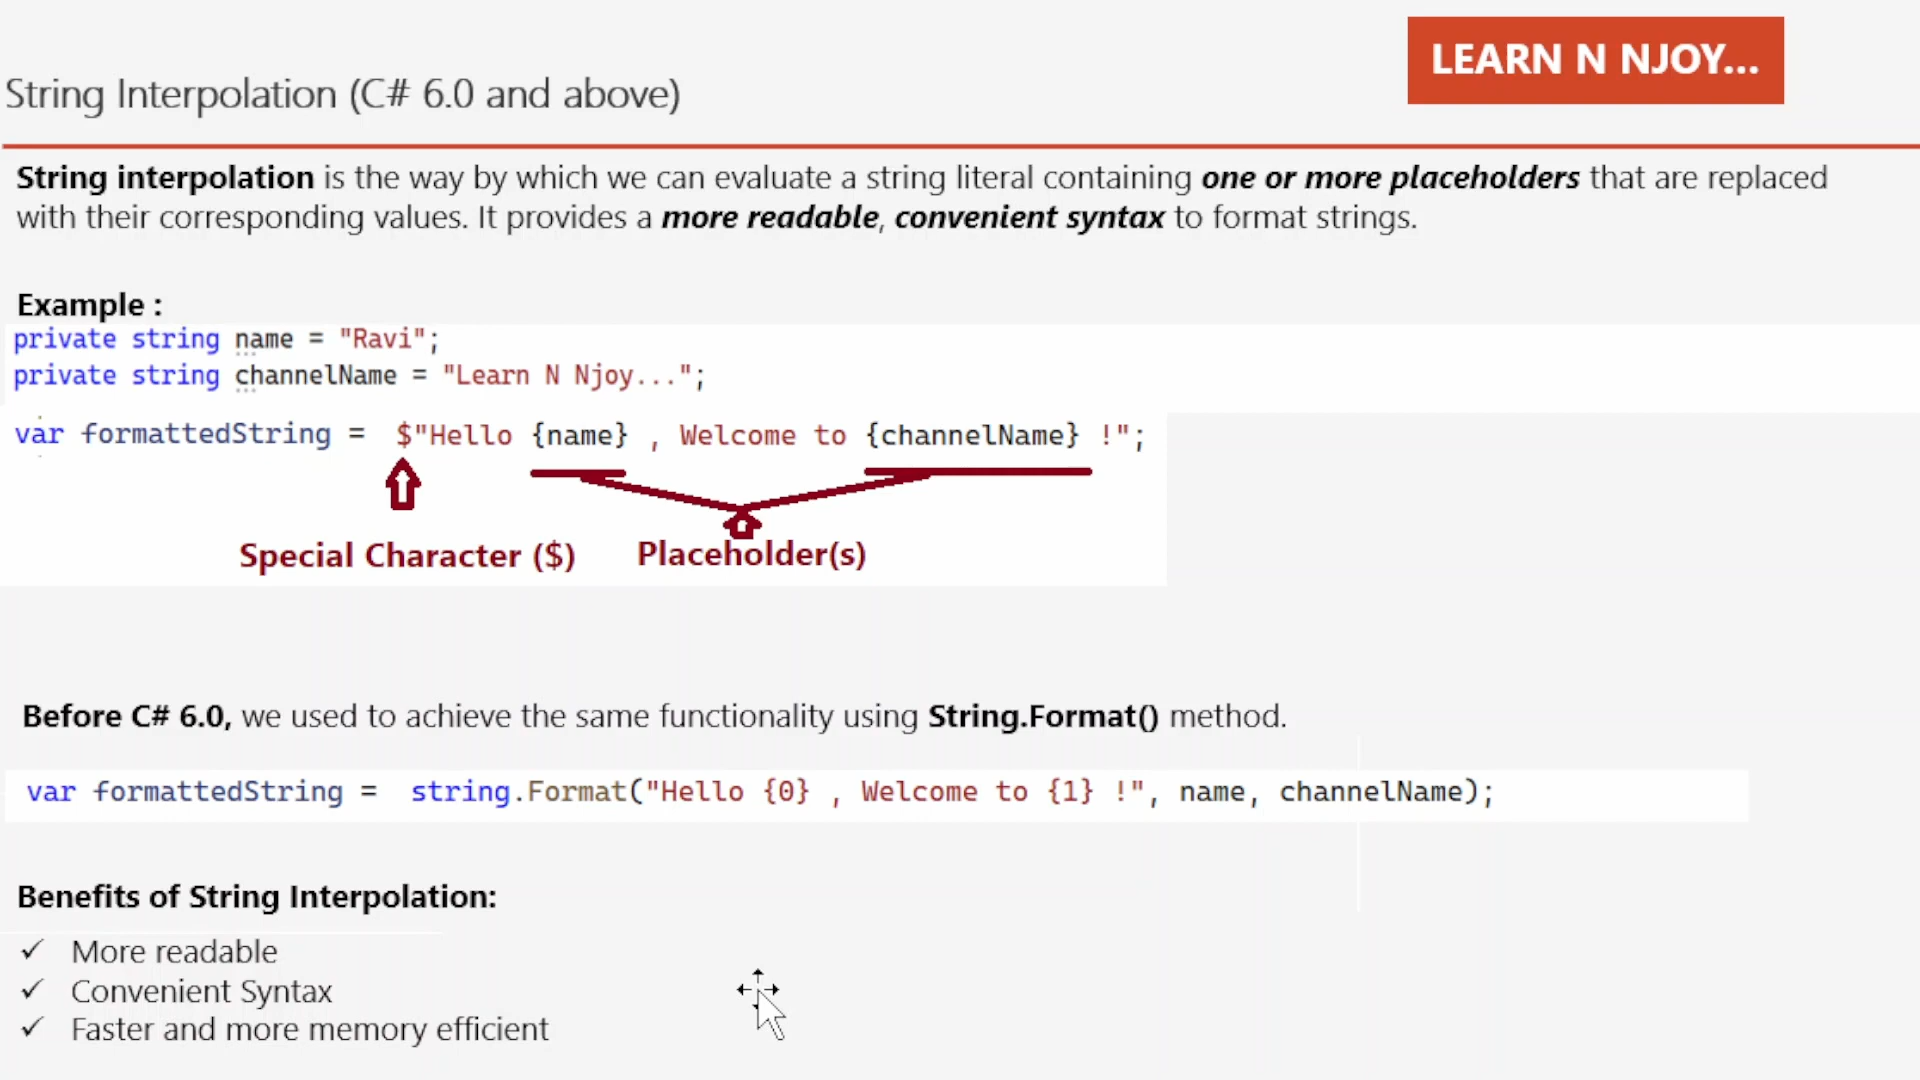 LEARN N NJOY...
String Interpolation (C# 6.0 and above)
String interpolation is the way by which we can evaluate a string literal containing one or more placeholders that are replaced
with their corresponding values. It provides a more readable, convenient syntax to format strings.
Example :
private string name = "Ravi";
private string channelName = "Learn N Njoy...";
var formattedString = $"Hello {name} , Welcome to {channelName} !";
Special Character ($) Placeholder(s)
Before C# 6.0, we used to achieve the same functionality using String.Format() method.
var formattedString = string.Format("Hello {0} , Welcome to {1} !", name, channelName);
Benefits of String Interpolation:
✓ More readable
✓ Convenient Syntax
✓ Faster and more memory efficient